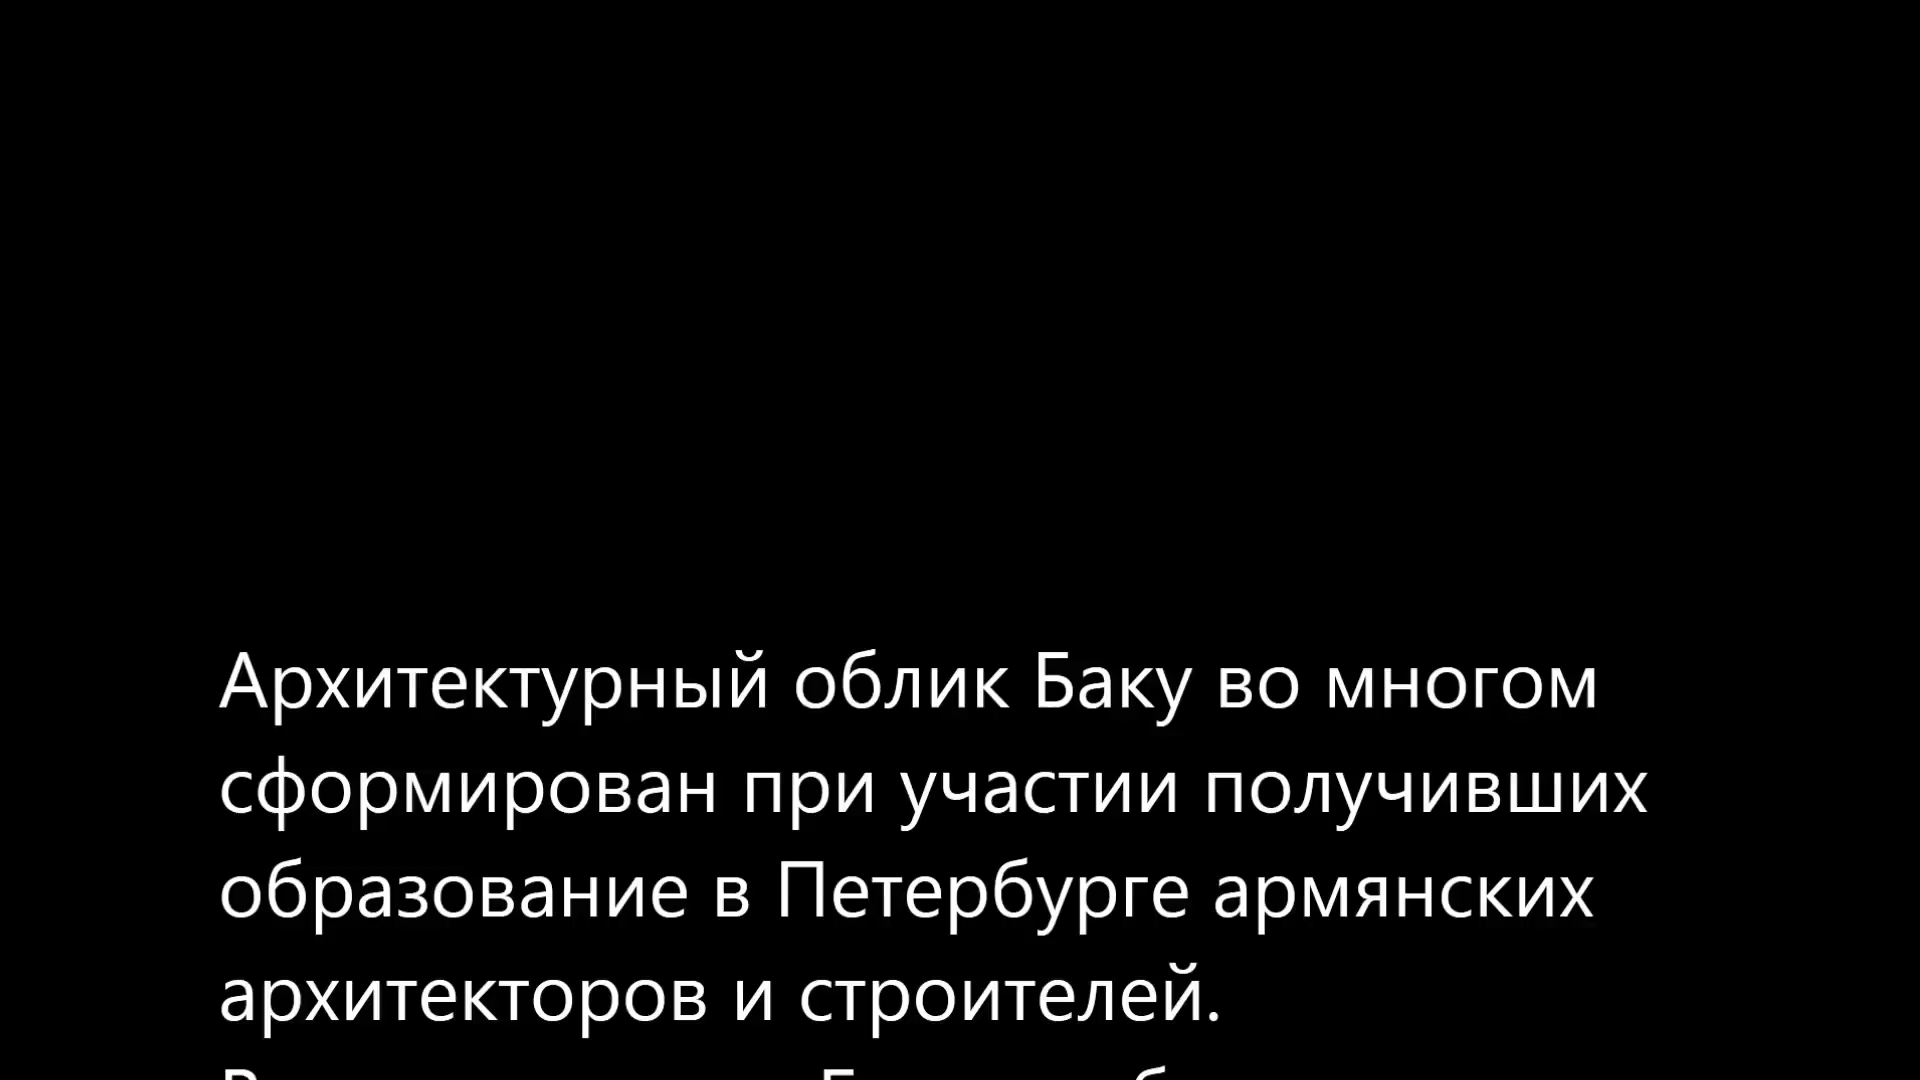 Архитектурный облик Баку во многом
сформирован при участии получивших
образование в Петербурге армянских
архитекторов и строителей.